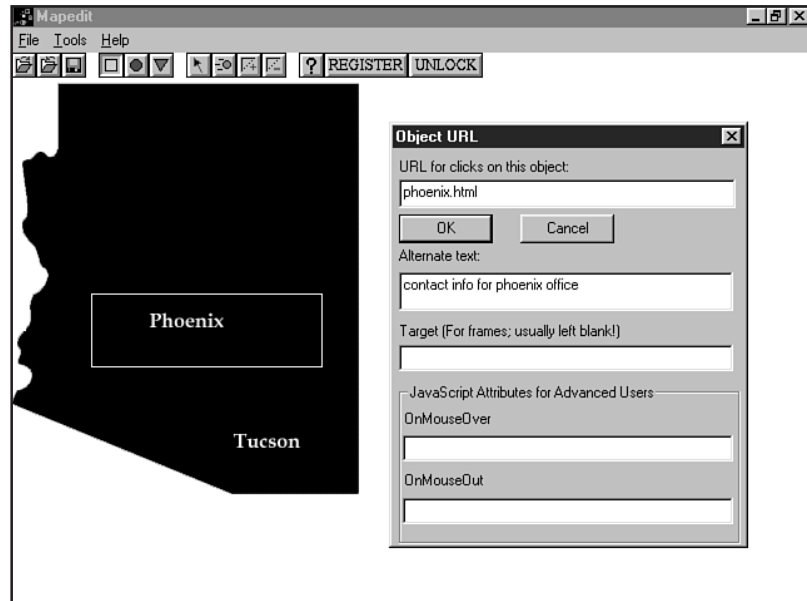 Mapedit
File Tools Help
? REGISTER UNLOCK
Phoenix
Tucson
Object URL
URL for clicks on this object:
phoenix.html
OK Cancel
Alternate text:
contact info for phoenix office
Target (For frames; usually left blank!)
JavaScript Attributes for Advanced Users
OnMouseOver
OnMouseOut